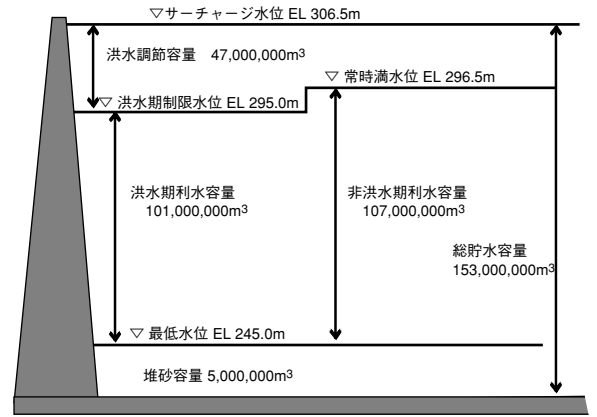 ▽サーチャージ水位 EL 306.5m
洪水調節容量 47,000,000m³
▽ 常時満水位 EL 296.5m
▽ 洪水期制限水位 EL 295.0m
洪水期利水容量
101,000,000m³
非洪水期利水容量
107,000,000m³
総貯水容量
153,000,000m³
▽ 最低水位 EL 245.0m
堆砂容量 5,000,000m³